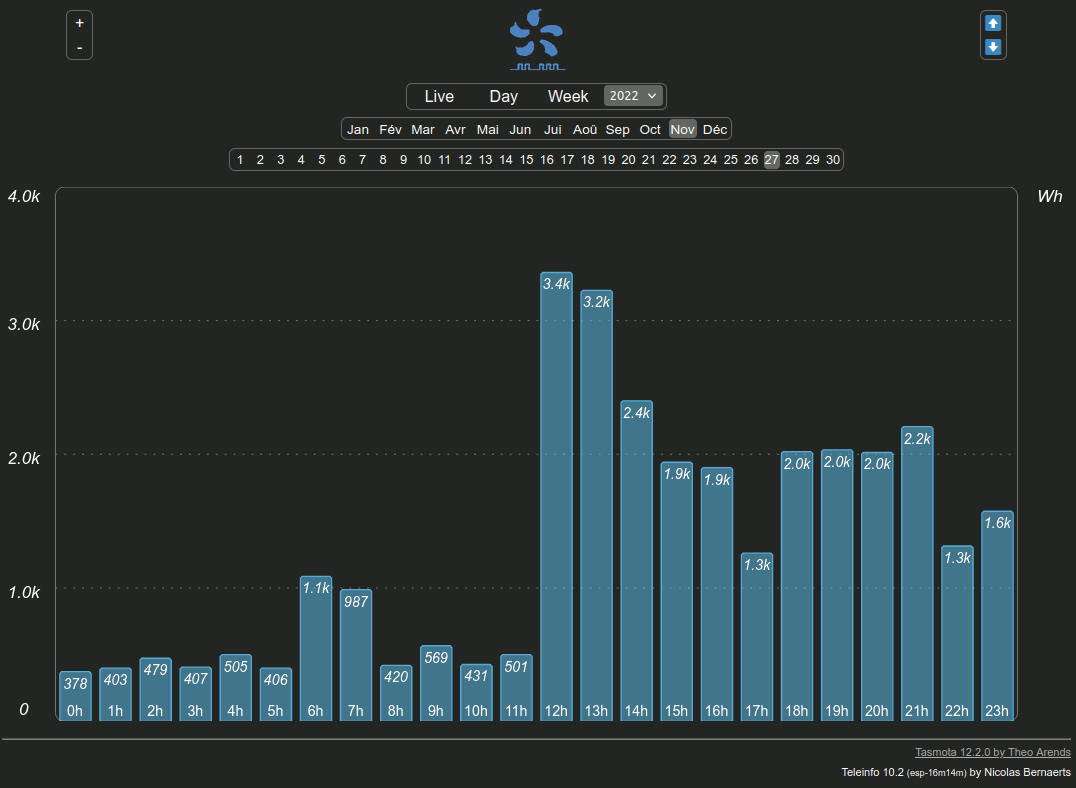 +
-
Live Day Week 2022
Jan Fév Mar Avr Mai Jun Jui Aoû Sep Oct Nov Déc
1 2 3 4 5 6 7 8 9 10 11 12 13 14 15 16 17 18 19 20 21 22 23 24 25 26 27 28 29 30
4.0k Wh
3.4k
3.2k
3.0k
2.4k
2.2k
2.0k
1.9k 1.9k 2.0k 2.0k 2.0k
1.6k
1.3k 1.3k
1.0k
1.1k 987
378 403 479 407 505 406 420 569 431 501
0 0h 1h 2h 3h 4h 5h 6h 7h 8h 9h 10h 11h 12h 13h 14h 15h 16h 17h 18h 19h 20h 21h 22h 23h
Tasmota 12.2.0 by Theo Arends
Teleinfo 10.2 (esp-16m14m) by Nicolas Bernaerts